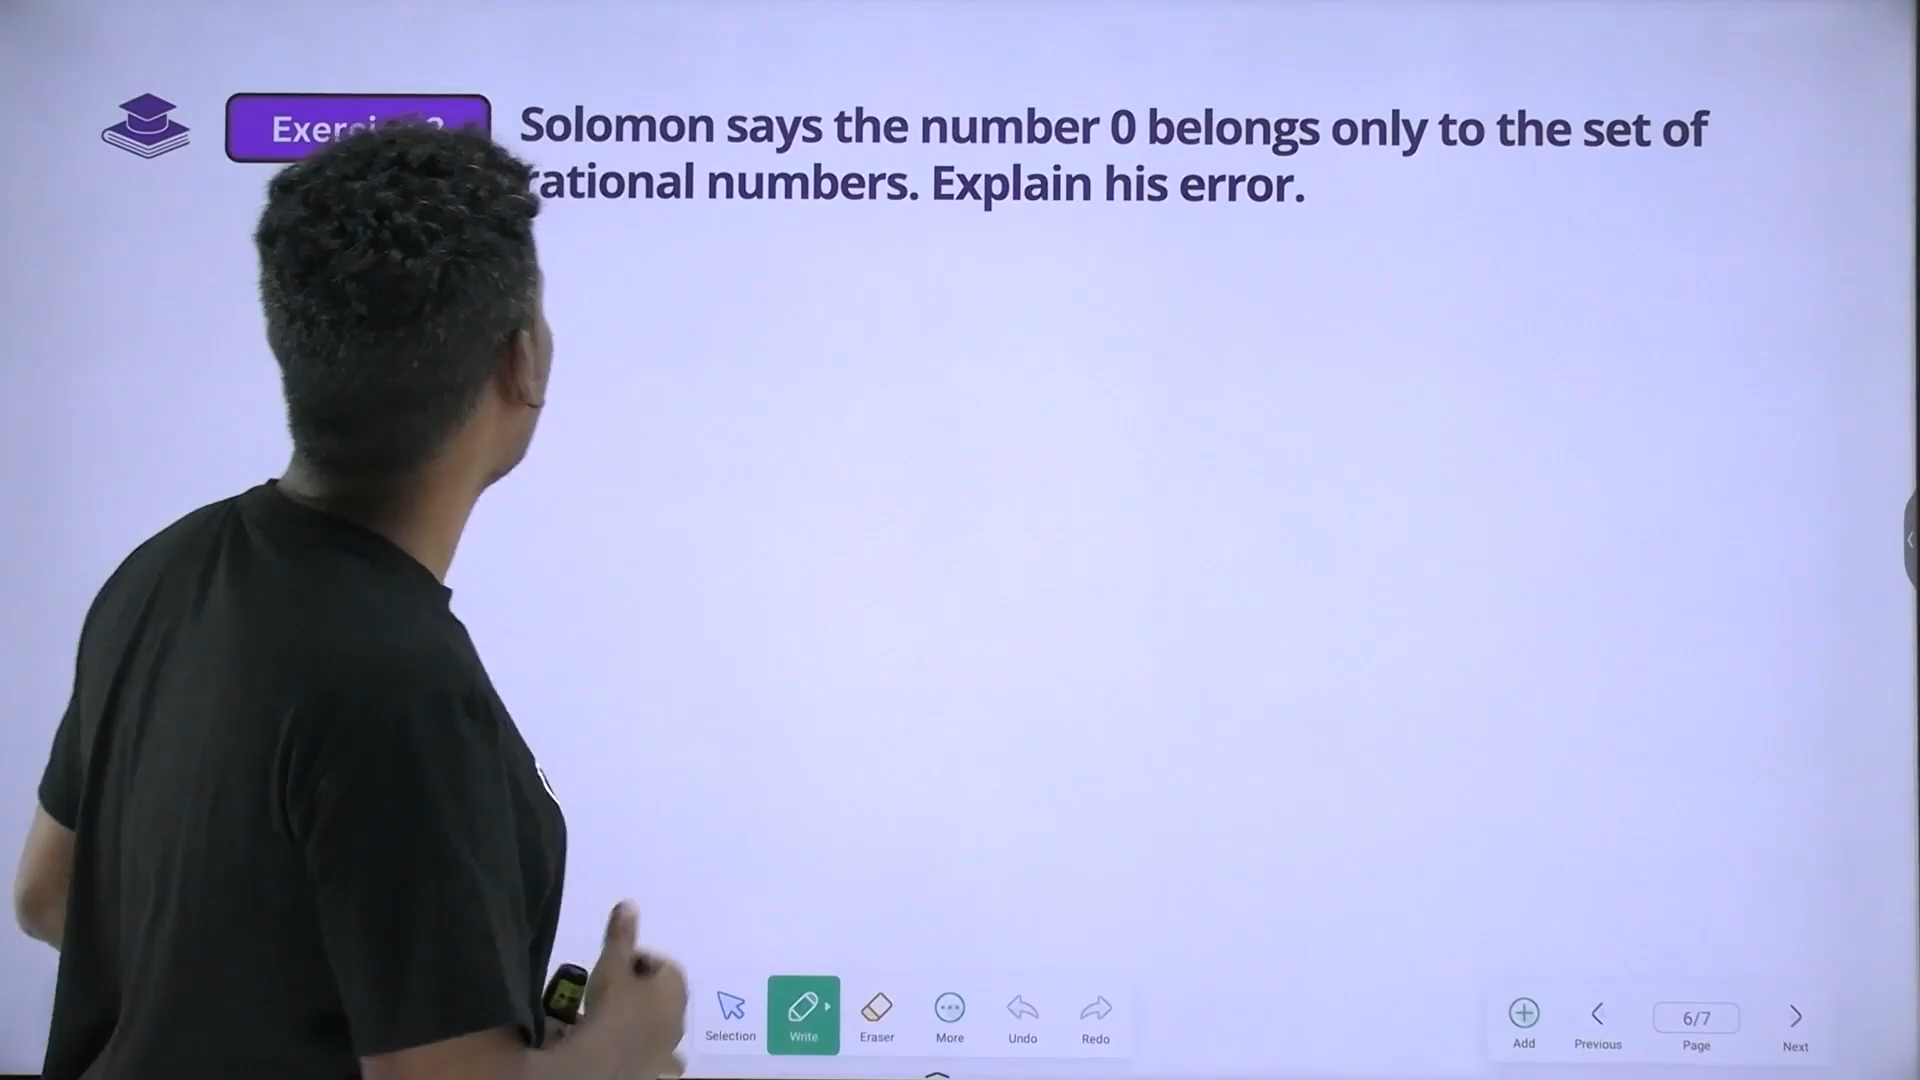 Solomon says the number 0 belongs only to the set of
rational numbers. Explain his error.
Selection
Write
Eraser
More
Undo
Redo
Add
Previous
6/7
Page
Next